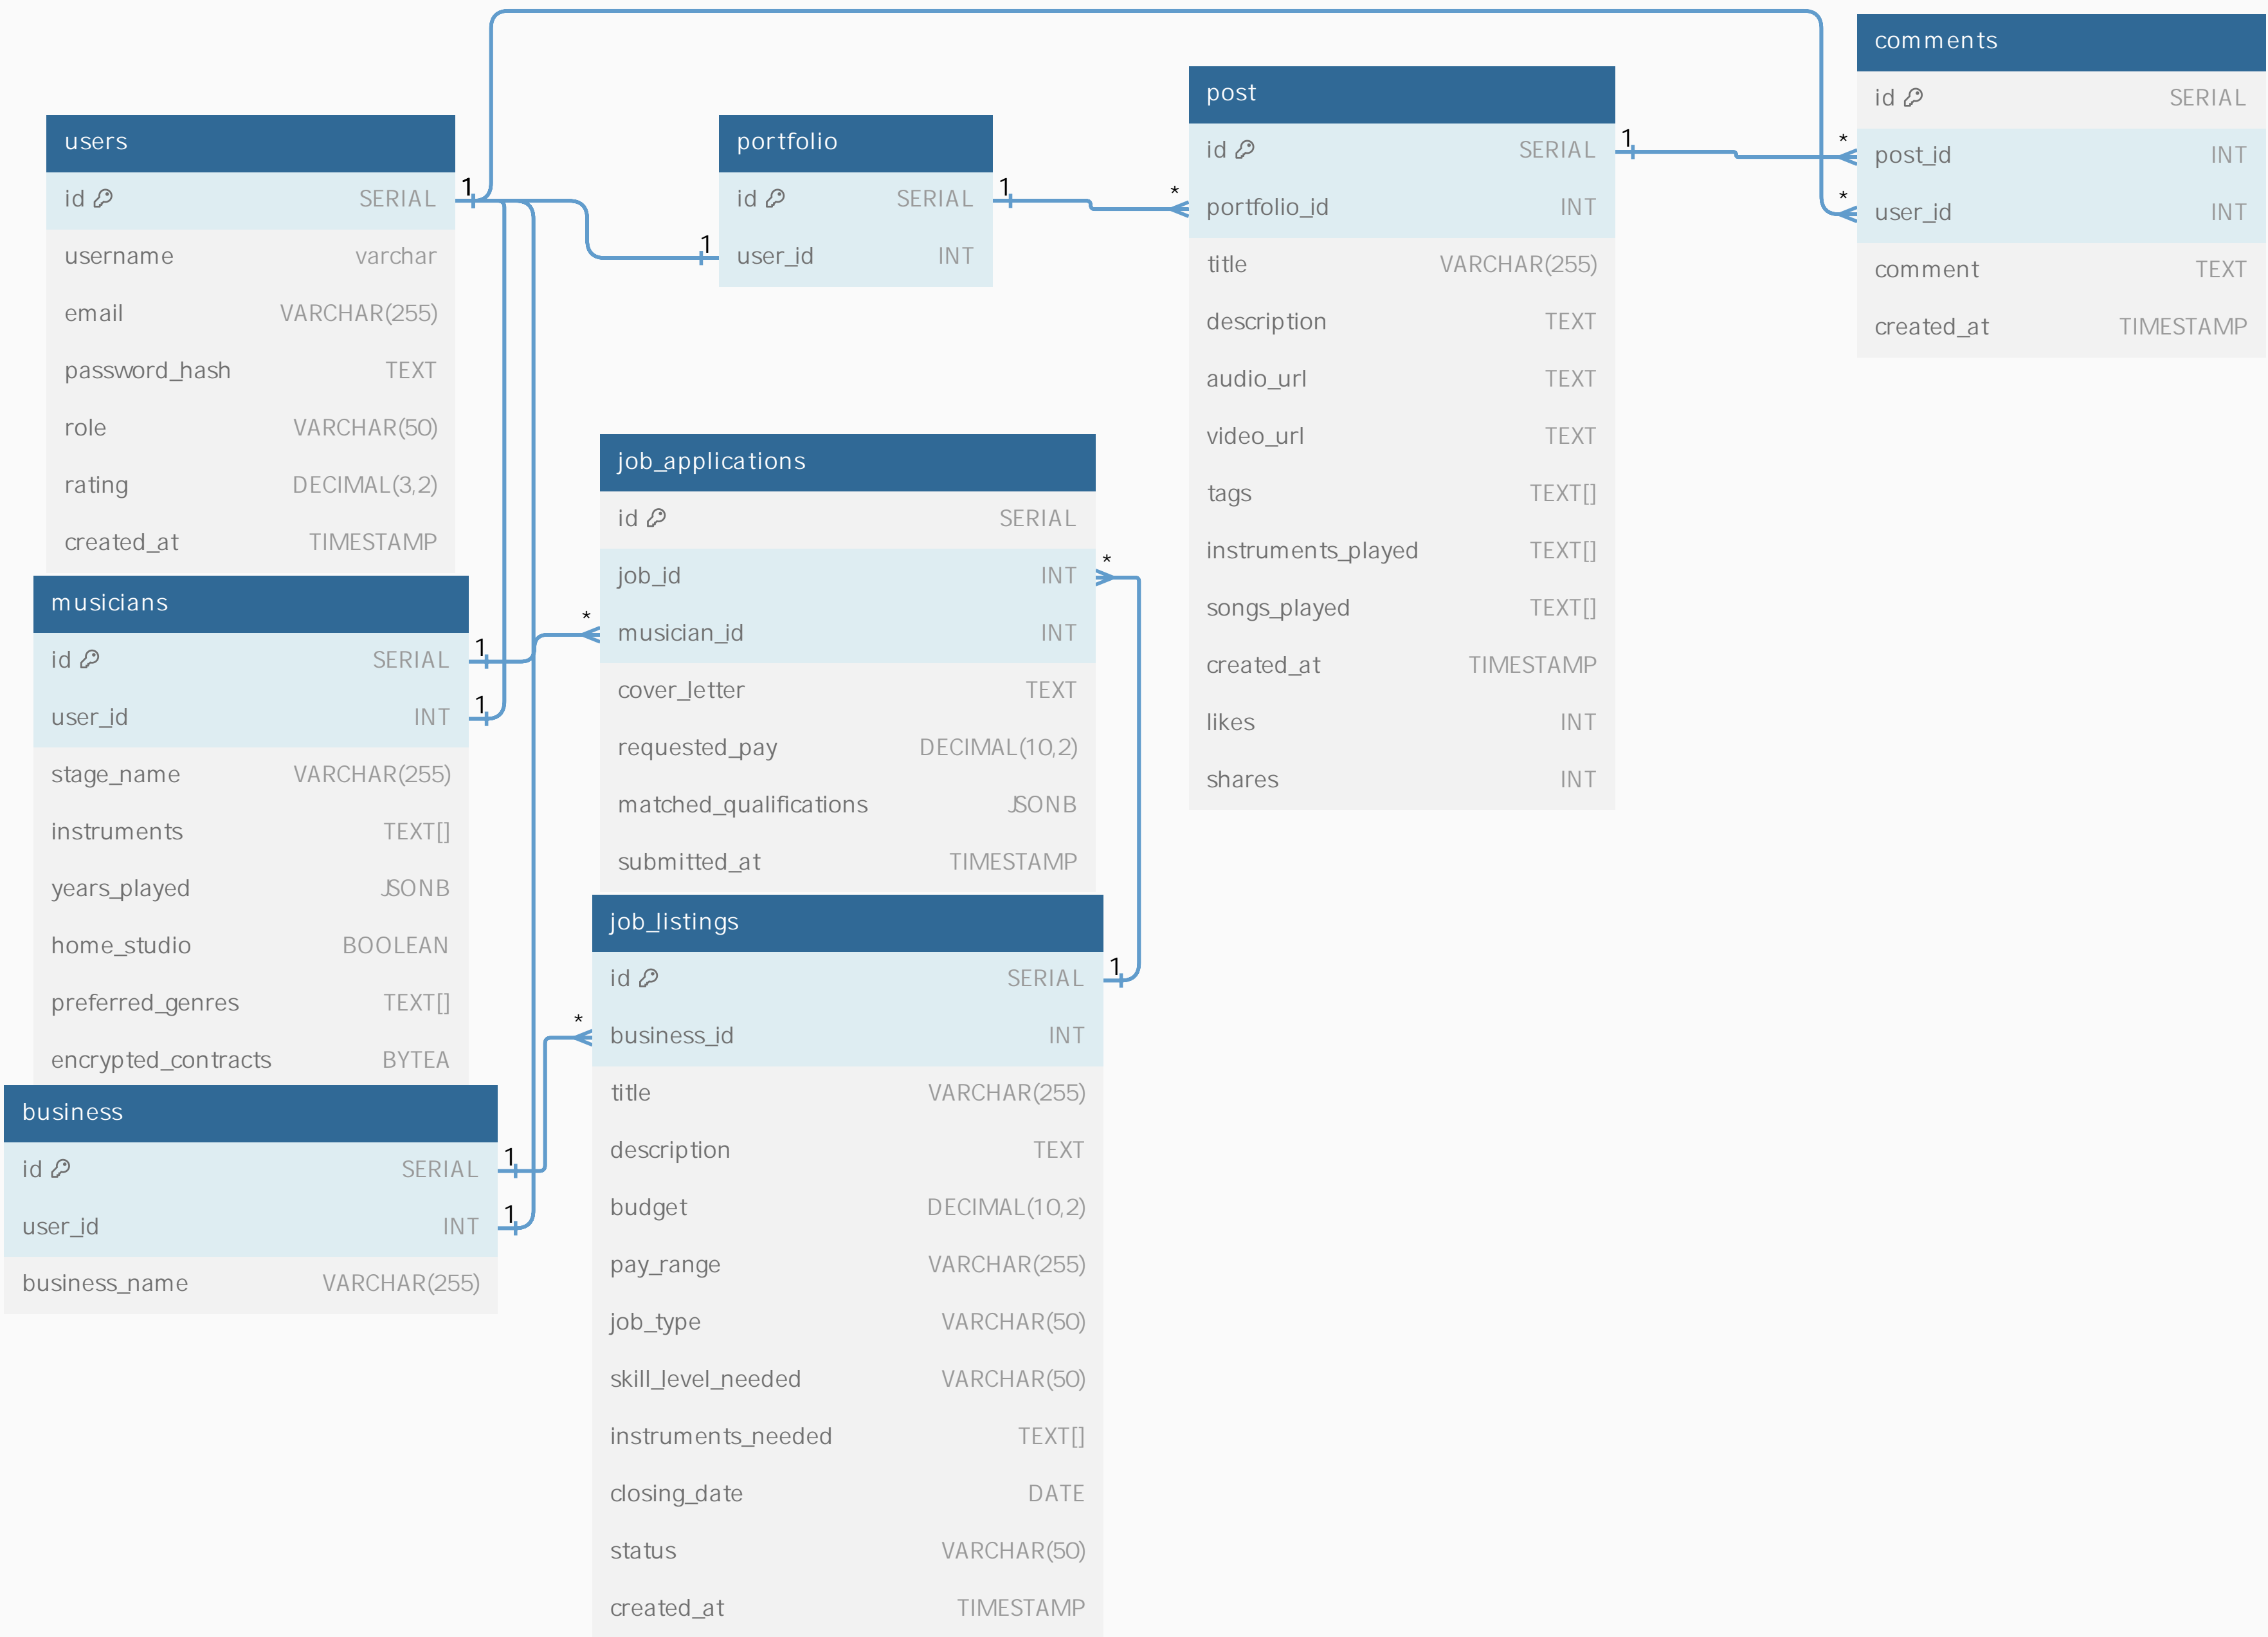 users
id SERIAL
username varchar
email VARCHAR(255)
password_hash TEXT
role VARCHAR(50)
rating DECIMAL(3,2)
created_at TIMESTAMP
1
musicians
id SERIAL
user_id INT
stage_name VARCHAR(255)
instruments TEXT[]
years_played JSONB
home_studio BOOLEAN
preferred_genres TEXT[]
encrypted_contracts BYTEA
1
1
business
id SERIAL
user_id INT
business_name VARCHAR(255)
1
1
portfolio
id SERIAL
user_id INT
1
1
job_applications
id SERIAL
job_id INT
musician_id INT
cover_letter TEXT
requested_pay DECIMAL(10,2)
matched_qualifications JSONB
submitted_at TIMESTAMP
*
*
job_listings
id SERIAL
business_id INT
title VARCHAR(255)
description TEXT
budget DECIMAL(10,2)
pay_range VARCHAR(255)
job_type VARCHAR(50)
skill_level_needed VARCHAR(50)
instruments_needed TEXT[]
closing_date DATE
status VARCHAR(50)
created_at TIMESTAMP
1
*
post
id SERIAL
portfolio_id INT
title VARCHAR(255)
description TEXT
audio_url TEXT
video_url TEXT
tags TEXT[]
instruments_played TEXT[]
songs_played TEXT[]
created_at TIMESTAMP
likes INT
shares INT
1
*
comments
id SERIAL
post_id INT
user_id INT
comment TEXT
created_at TIMESTAMP
*
*